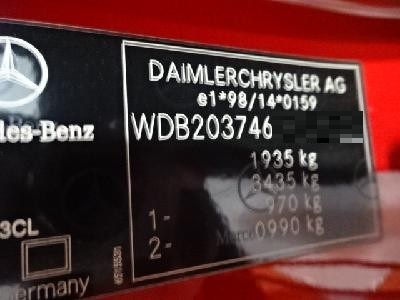 DAIMLERCHRYSLER AG
e1*98/14*0159
WDB203746
1935 kg
3435 kg
1- 970 kg
2- 0990 kg
es-Benz
3CL
Germany